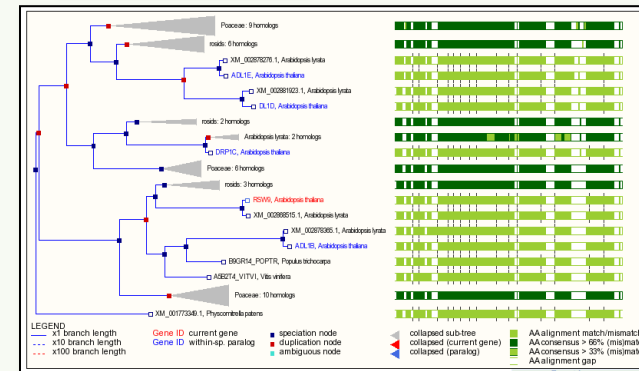 Poaceae: 9 homologs
rosids: 6 homologs
XM_002878276.1, Arabidopsis lyrata
ADL1E, Arabidopsis thaliana
XM_002881923.1, Arabidopsis lyrata
DL1D, Arabidopsis thaliana
rosids: 2 homologs
Arabidopsis lyrata: 2 homologs
DRP1C, Arabidopsis thaliana
Poaceae: 6 homologs
rosids: 3 homologs
RSW9, Arabidopsis thaliana
XM_002868515.1, Arabidopsis lyrata
XM_002878365.1, Arabidopsis lyrata
ADL1B, Arabidopsis thaliana
B9GR14_POPTR, Populus trichocarpa
A5B2T4_VITVI, Vitis vinifera
Poaceae: 10 homologs
XM_001773349.1, Physcomitrella patens
LEGEND
x1 branch length
x10 branch length
x100 branch length
Gene ID current gene
Gene ID within-sp. paralog
speciation node
duplication node
ambiguous node
collapsed sub-tree
collapsed (current gene)
collapsed (paralog)
AA alignment match/mismatc
AA consensus > 66% (mis)mat
AA consensus > 33% (mis)mat
AA alignment gap